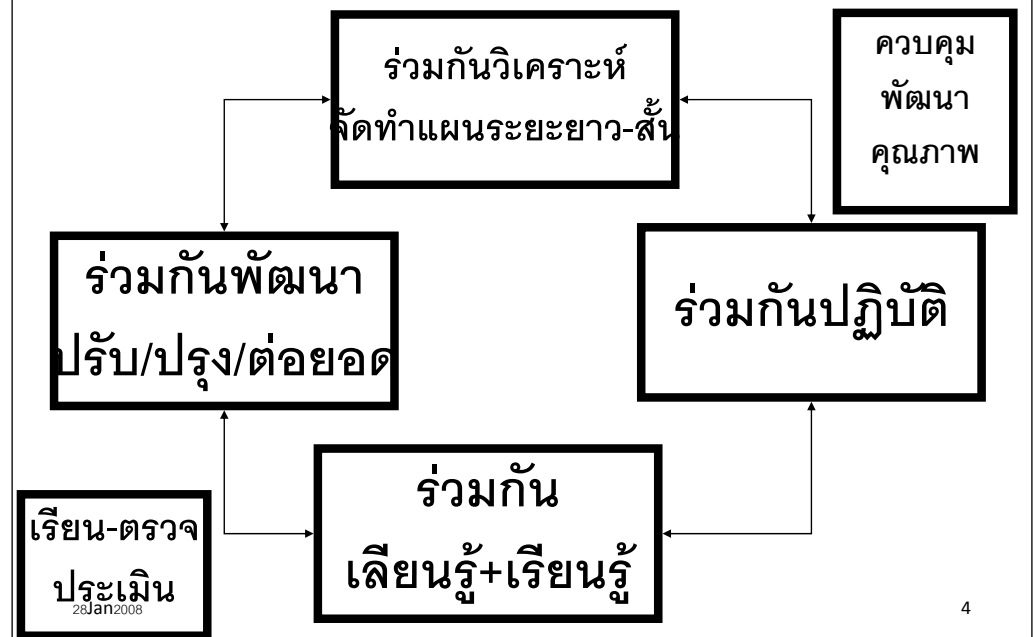 ร่วมกันวิเคราะห์
จัดทำแผนระยะยาว-สั้น
ควบคุม
พัฒนา
คุณภาพ
ร่วมกันพัฒนา
ปรับ/ปรุง/ต่อยอด
ร่วมกันปฏิบัติ
ร่วมกัน
เลียนรู้+เรียนรู้
เรียน-ตรวจ
ประเมิน
28Jan2008
4